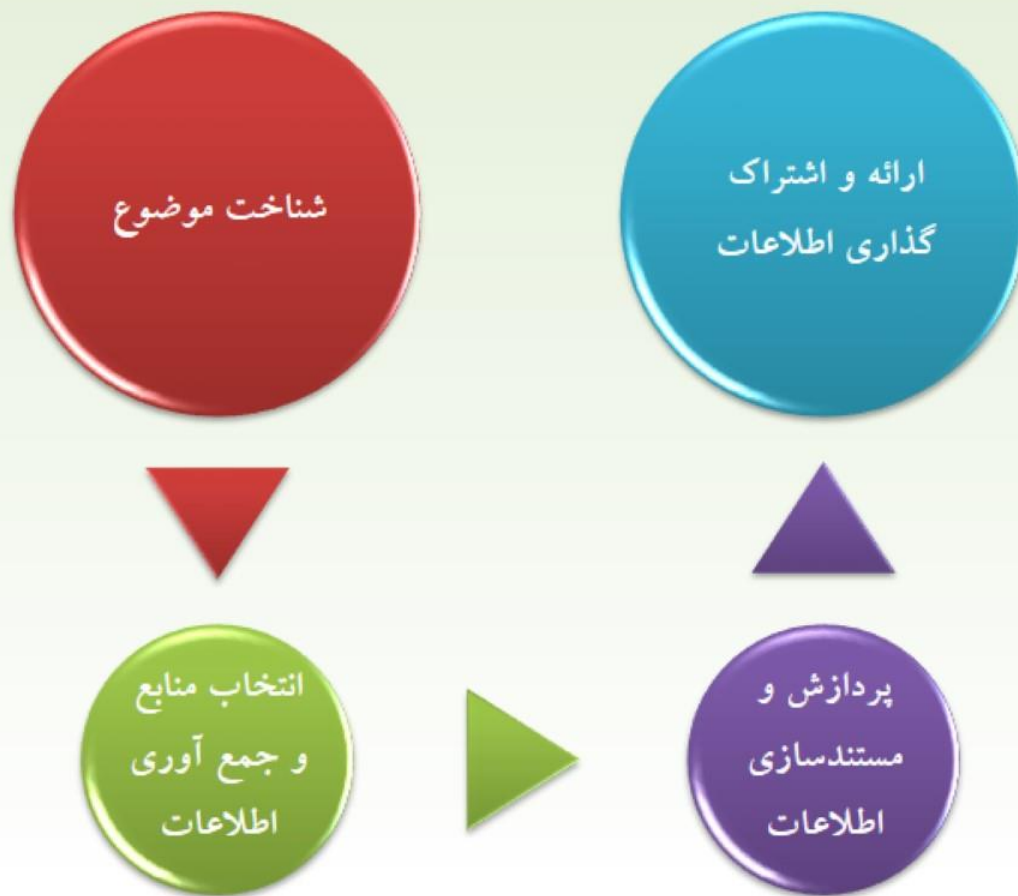 شناخت موضوع
انتخاب منابع
و جمع آوری
اطلاعات
پردازش و
مستندسازی
اطلاعات
ارائه و اشتراک
گذاری اطلاعات